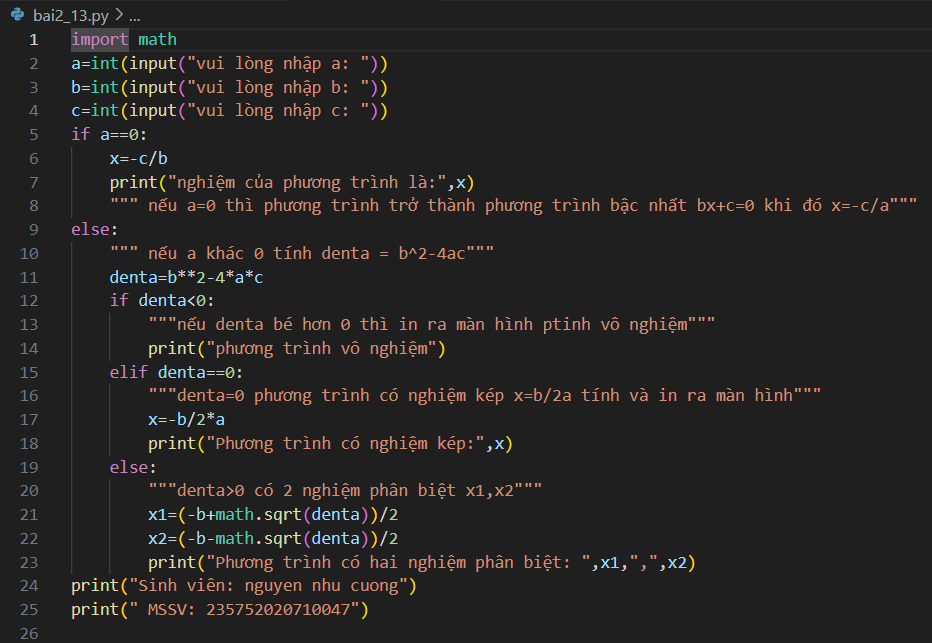 bai2_13.py > ...
1 import math
2 a=int(input("vui lòng nhập a: "))
3 b=int(input("vui lòng nhập b: "))
4 c=int(input("vui lòng nhập c: "))
5 if a==0:
6     x=-c/b
7     print("nghiệm của phương trình là:",x)
8     """ nếu a=0 thì phương trình trở thành phương trình bậc nhất bx+c=0 khi đó x=-c/a"""
9 else:
10     """ nếu a khác 0 tính denta = b^2-4ac"""
11     denta=b**2-4*a*c
12     if denta<0:
13         """nếu denta bé hơn 0 thì in ra màn hình ptinh vô nghiệm"""
14         print("phương trình vô nghiệm")
15     elif denta==0:
16         """denta=0 phương trình có nghiệm kép x=b/2a tính và in ra màn hình"""
17         x=-b/2*a
18         print("Phương trình có nghiệm kép:",x)
19     else:
20         """denta>0 có 2 nghiệm phân biệt x1,x2"""
21         x1=(-b+math.sqrt(denta))/2
22         x2=(-b-math.sqrt(denta))/2
23         print("Phương trình có hai nghiệm phân biệt: ",x1,",",x2)
24 print("Sinh viên: nguyen nhu cuong")
25 print(" MSSV: 235752020710047")
26